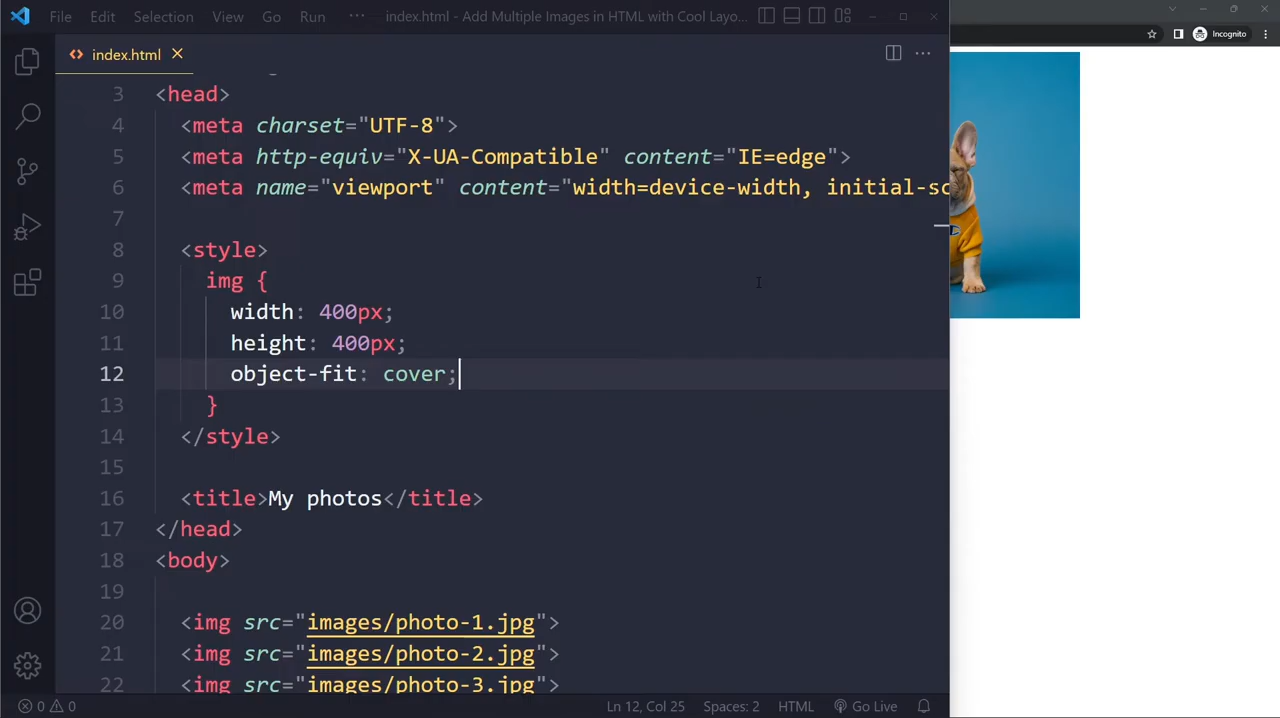 File Edit Selection View Go Run ··· index.html - Add Multiple Images in HTML with Cool Layo...
index.html
Incognito
3 <head>
4 <meta charset="UTF-8">
5 <meta http-equiv="X-UA-Compatible" content="IE=edge">
6 <meta name="viewport" content="width=device-width, initial-sc
7
8 <style>
9 img {
10 width: 400px;
11 height: 400px;
12 object-fit: cover;
13 }
14 </style>
15
16 <title>My photos</title>
17 </head>
18 <body>
19
20 <img src="images/photo-1.jpg">
21 <img src="images/photo-2.jpg">
22 <img src="images/photo-3.jpg">
0 0 Ln 12, Col 25 Spaces: 2 HTML Go Live